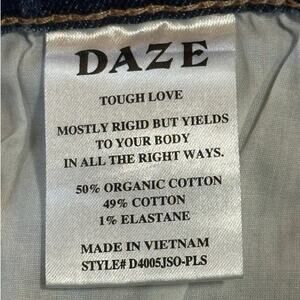 DAZE
TOUGH LOVE
MOSTLY RIGID BUT YIELDS
TO YOUR BODY
IN ALL THE RIGHT WAYS.
50% ORGANIC COTTON
49% COTTON
1% ELASTANE
MADE IN VIETNAM
STYLE# D4005JSO-PLS